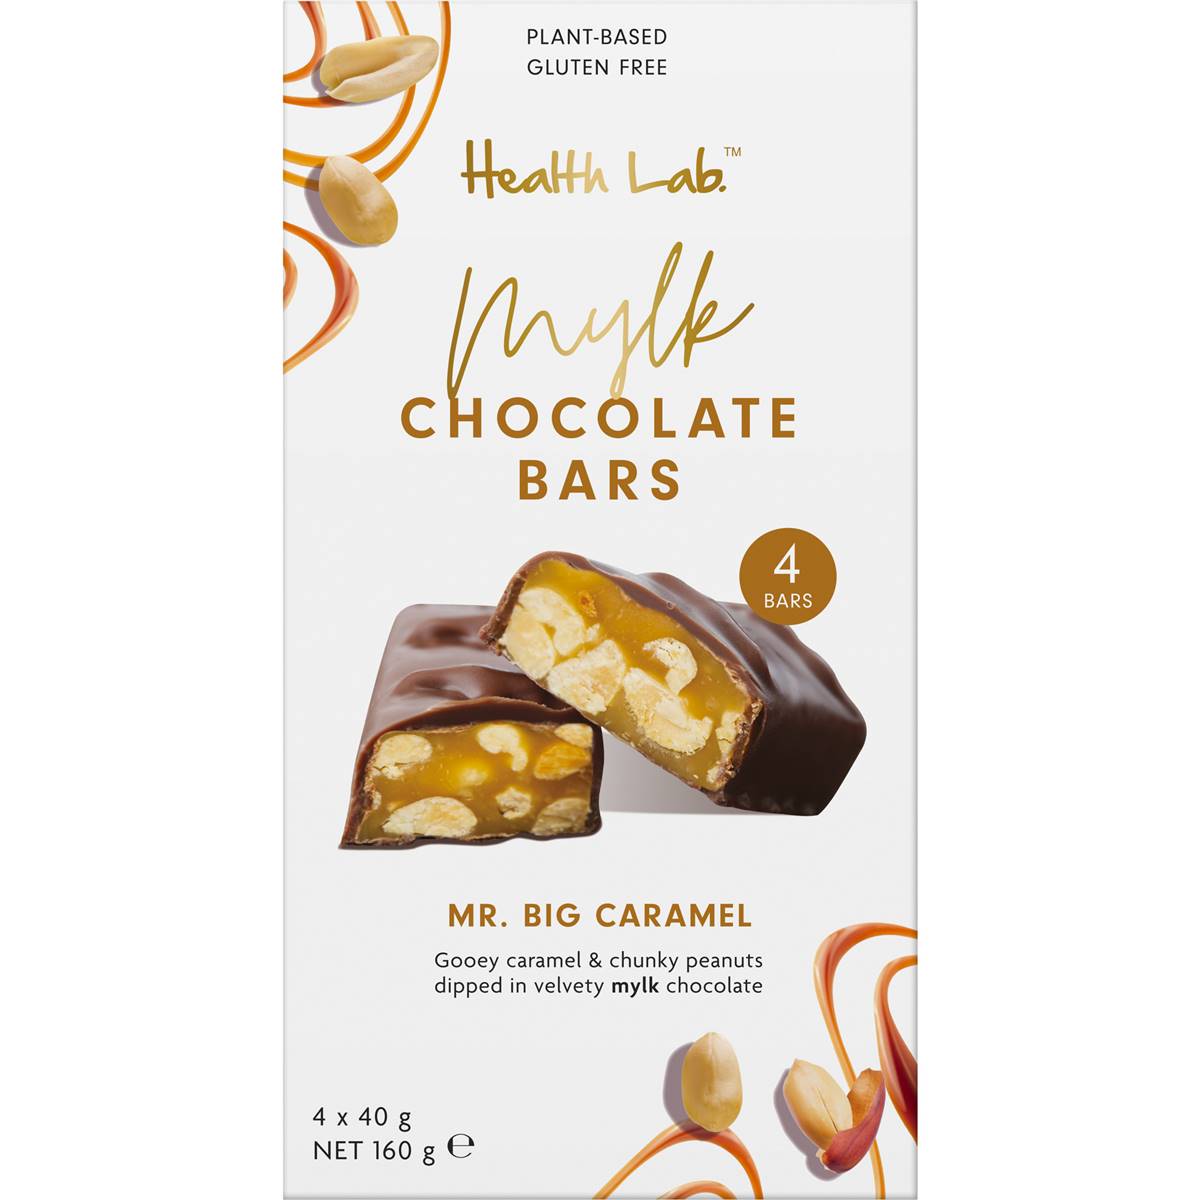 PLANT-BASED
GLUTEN FREE
Health Lab.™
Mylk
CHOCOLATE
BARS
4
BARS
MR. BIG CARAMEL
Gooey caramel & chunky peanuts
dipped in velvety mylk chocolate
4 x 40 g
NET 160 g ℮